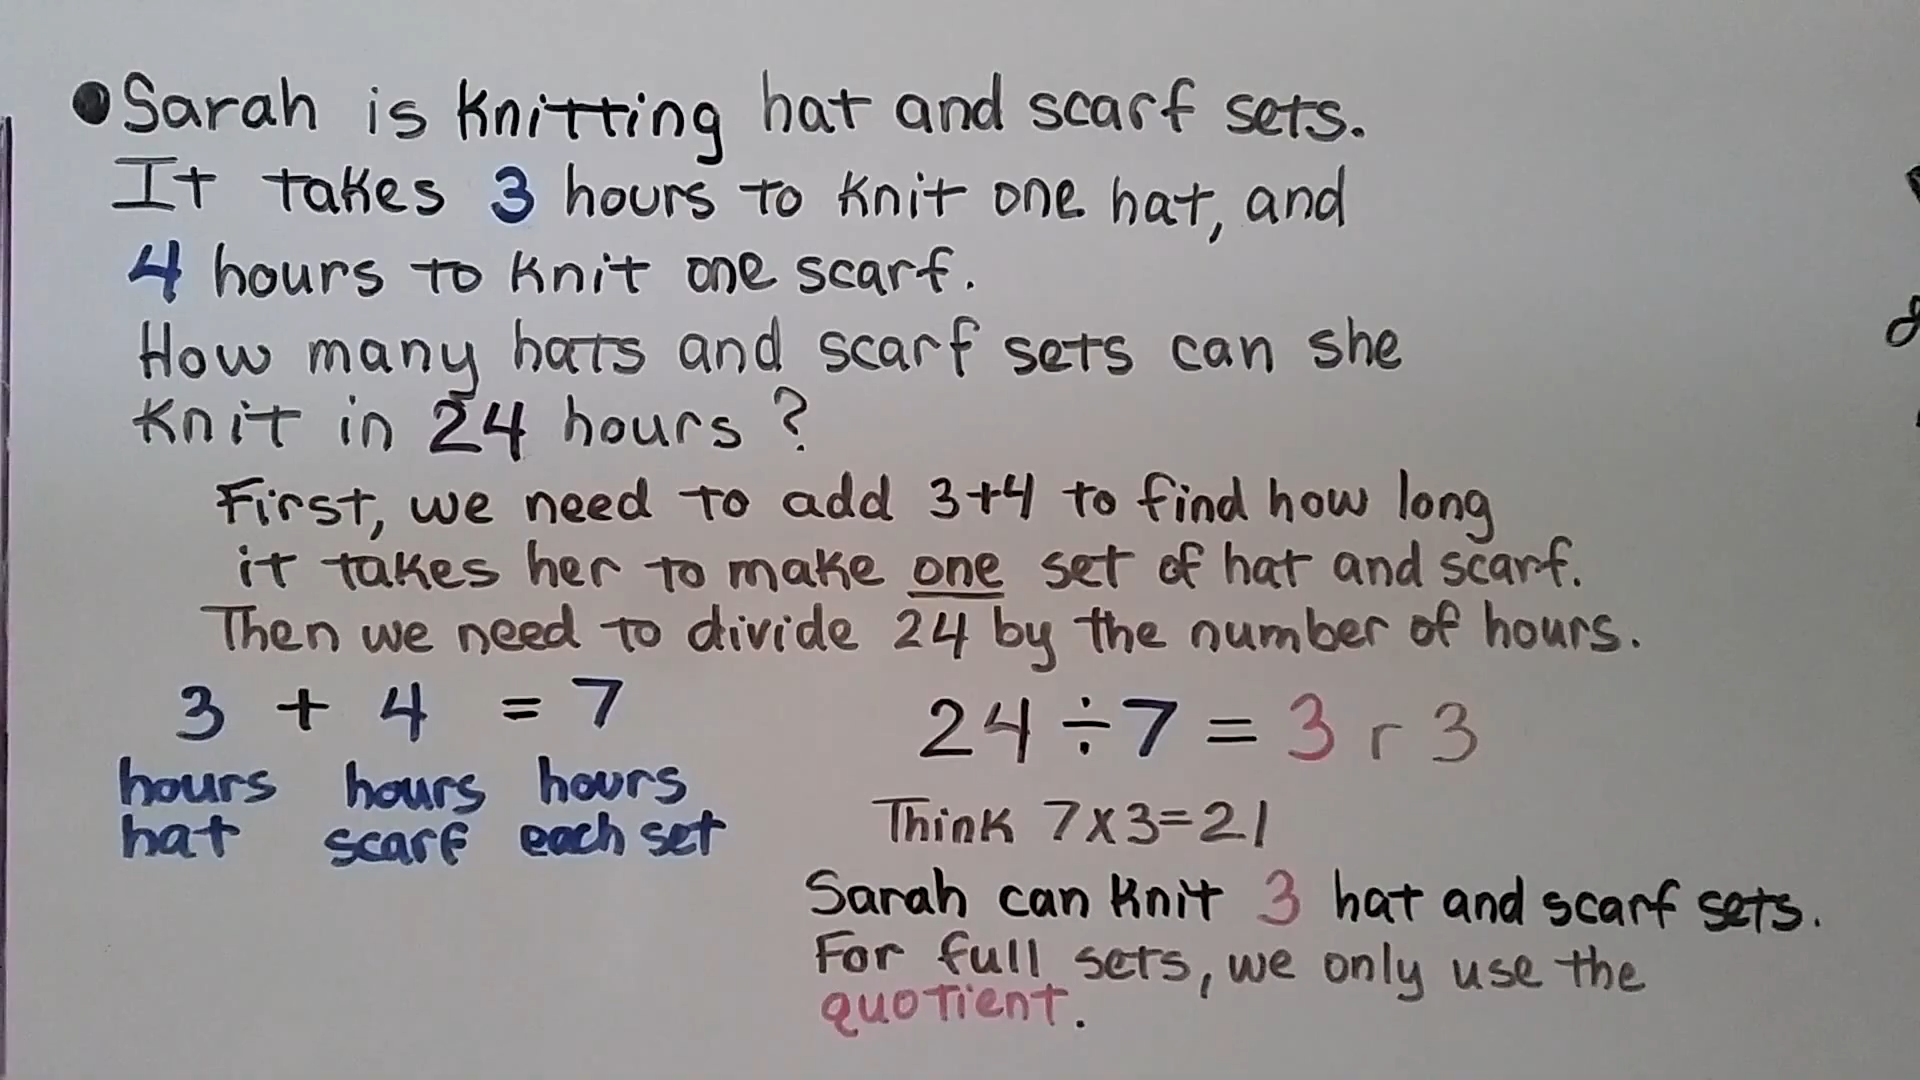 Sarah is knitting hat and scarf sets.
It takes 3 hours to knit one hat, and
4 hours to knit one scarf.
How many hats and scarf sets can she
knit in 24 hours?
First, we need to add 3+4 to find how long
it takes her to make one set of hat and scarf.
Then we need to divide 24 by the number of hours.
3 + 4 = 7
hours hours hours
hat scarf each set
24 ÷ 7 = 3 r 3
Think 7x3=21
Sarah can knit 3 hat and scarf sets.
For full sets, we only use the
quotient.